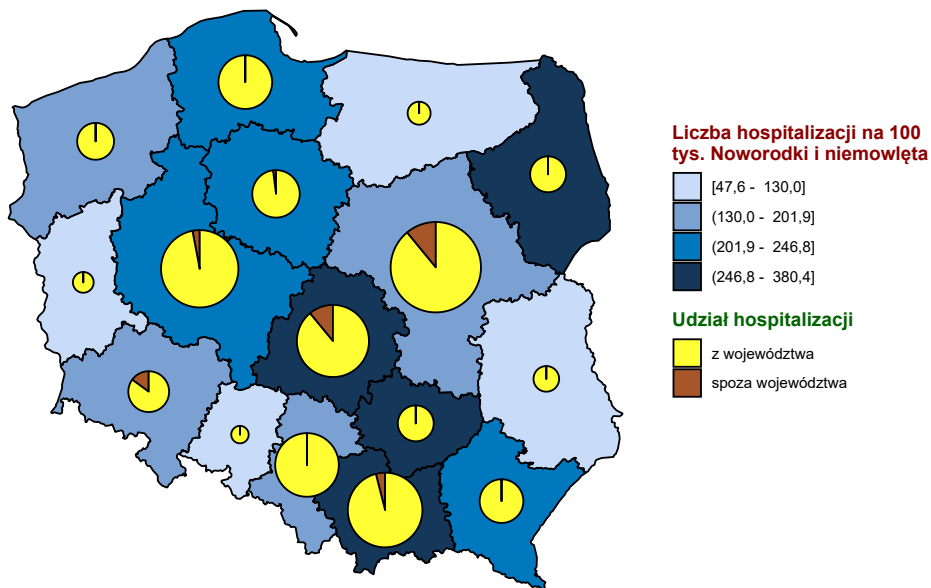 Liczba hospitalizacji na 100
tys. Noworodki i niemowlęta
[47,6 - 130,0]
(130,0 - 201,9]
(201,9 - 246,8]
(246,8 - 380,4]
Udział hospitalizacji
z województwa
spoza województwa